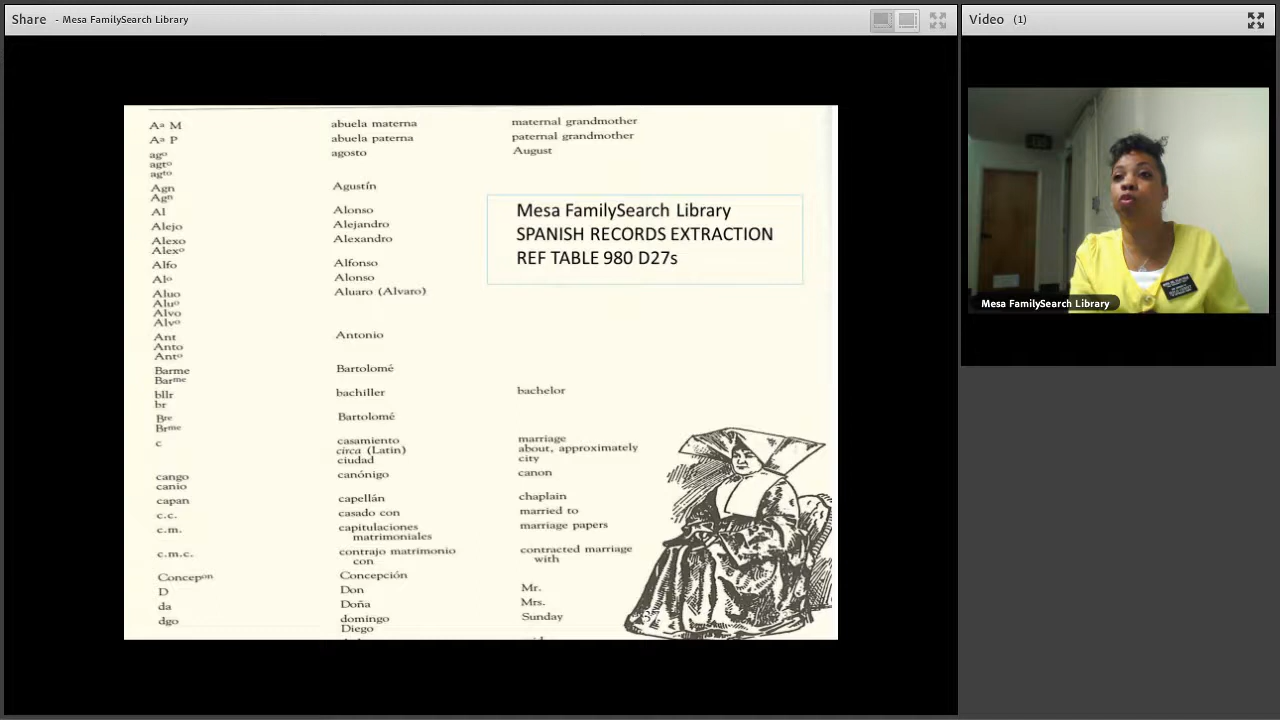 Share - Mesa FamilySearch Library
Video (1)
Aª M abuela materna maternal grandmother
Aª P abuela paterna paternal grandmother
agº agosto August
agrº
agtº
Agn Agustín
Agⁿ
Al Alonso
Alejo Alejandro
Alexo Alexandro
Alexº
Alfo Alfonso
Alº Alonso
Aluo Aluaro (Alvaro)
Aluº
Alvo
Alvº
Ant Antonio
Anto
Antº
Barme Bartolomé
Barᵐᵉ
bllr bachiller bachelor
br
Bʳᵉ Bartolomé
Bʳᵐᵉ
c casamiento marriage
circa (Latin) about, approximately
ciudad city
cango canónigo canon
canio
capan capellán chaplain
c.c. casado con married to
c.m. capitulaciones marriage papers
matrimoniales
c.m.c. contrajo matrimonio contracted marriage
con with
Concepᵒⁿ Concepción
D Don Mr.
da Doña Mrs.
dgo domingo Sunday
Diego
Mesa FamilySearch Library
SPANISH RECORDS EXTRACTION
REF TABLE 980 D27s
Mesa FamilySearch Library